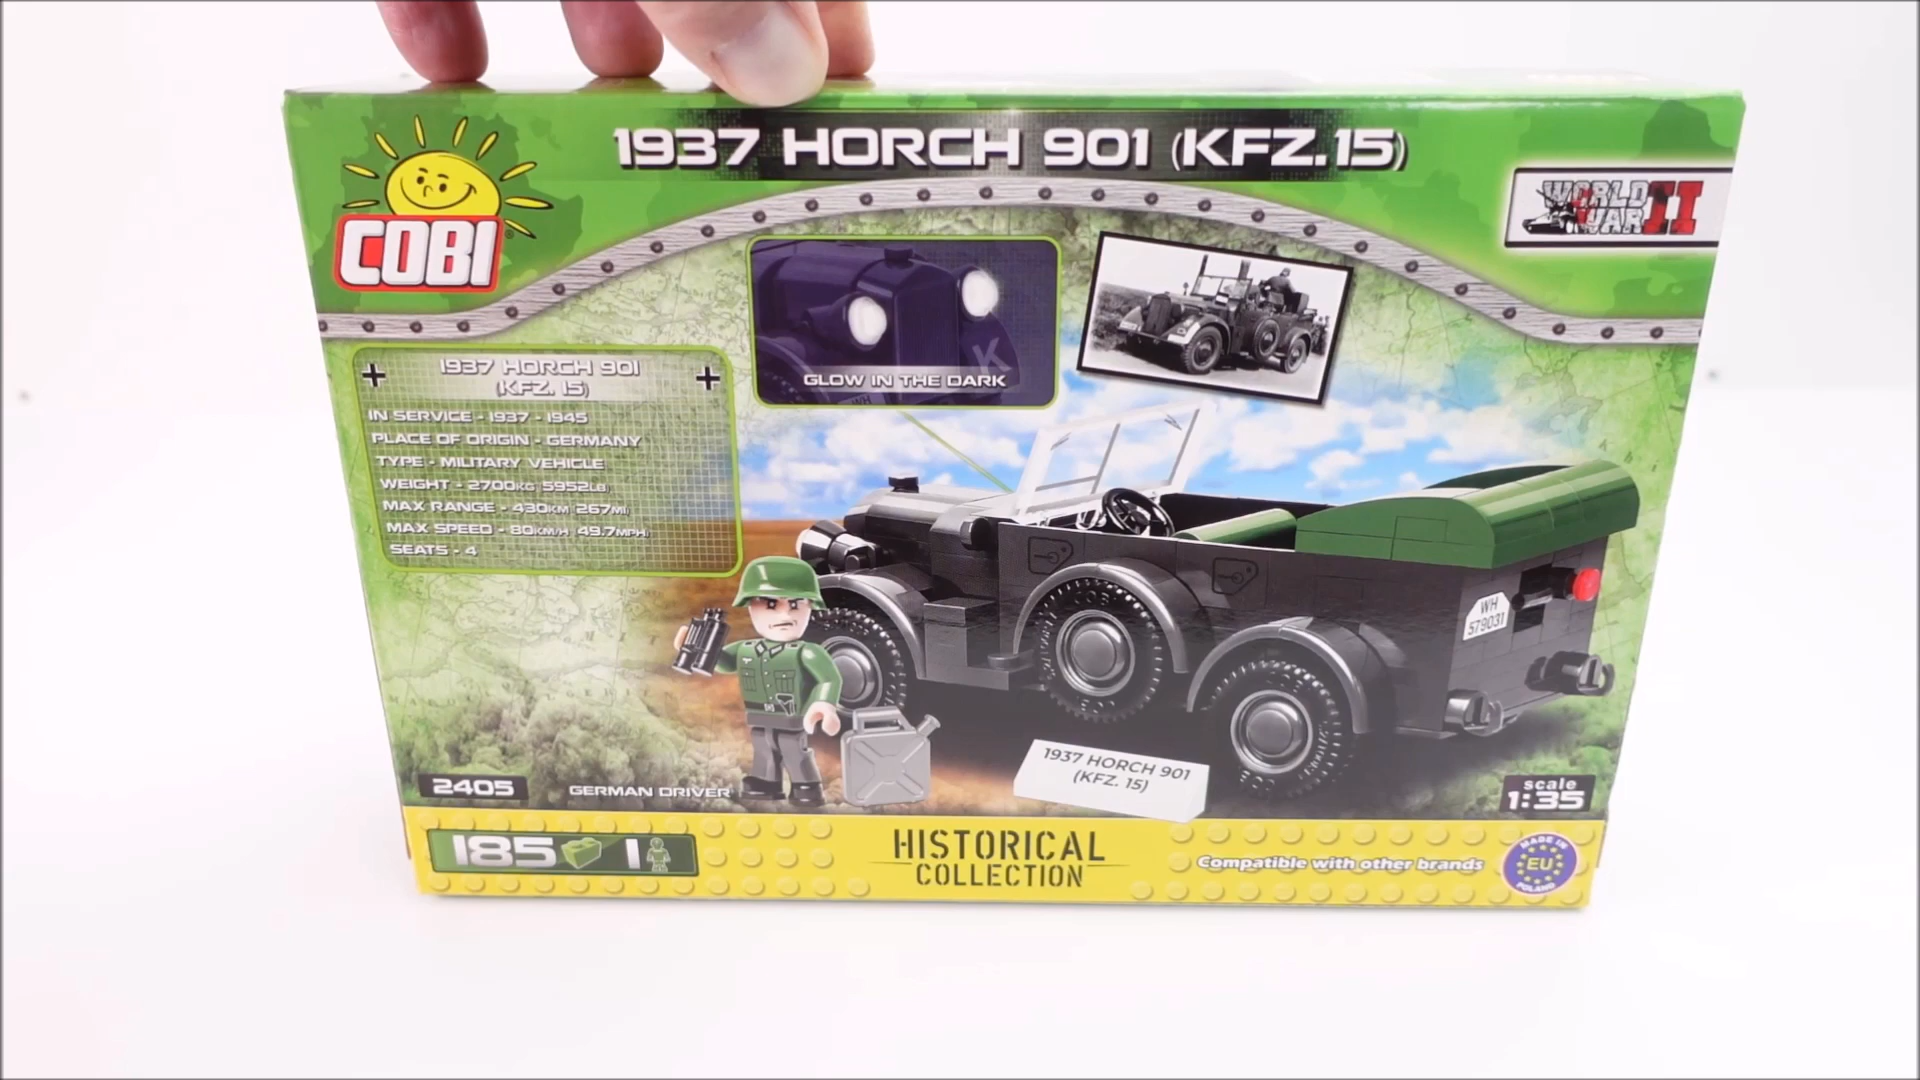 1937 HORCH 901 (KFZ.15)
COBI
WORLD WAR II
GLOW IN THE DARK
1937 HORCH 901
(KFZ. 15)
IN SERVICE - 1937 - 1945
PLACE OF ORIGIN - GERMANY
TYPE - MILITARY VEHICLE
WEIGHT - 2700KG 5952LB
MAX RANGE - 430KM 267MI
MAX SPEED - 80KM/H 49.7MPH
SEATS - 4
WH
579031
1937 HORCH 901
(KFZ. 15)
2405
GERMAN DRIVER
scale
1:35
185
1
HISTORICAL
COLLECTION
Compatible with other brands
MADE IN
EU
POLAND